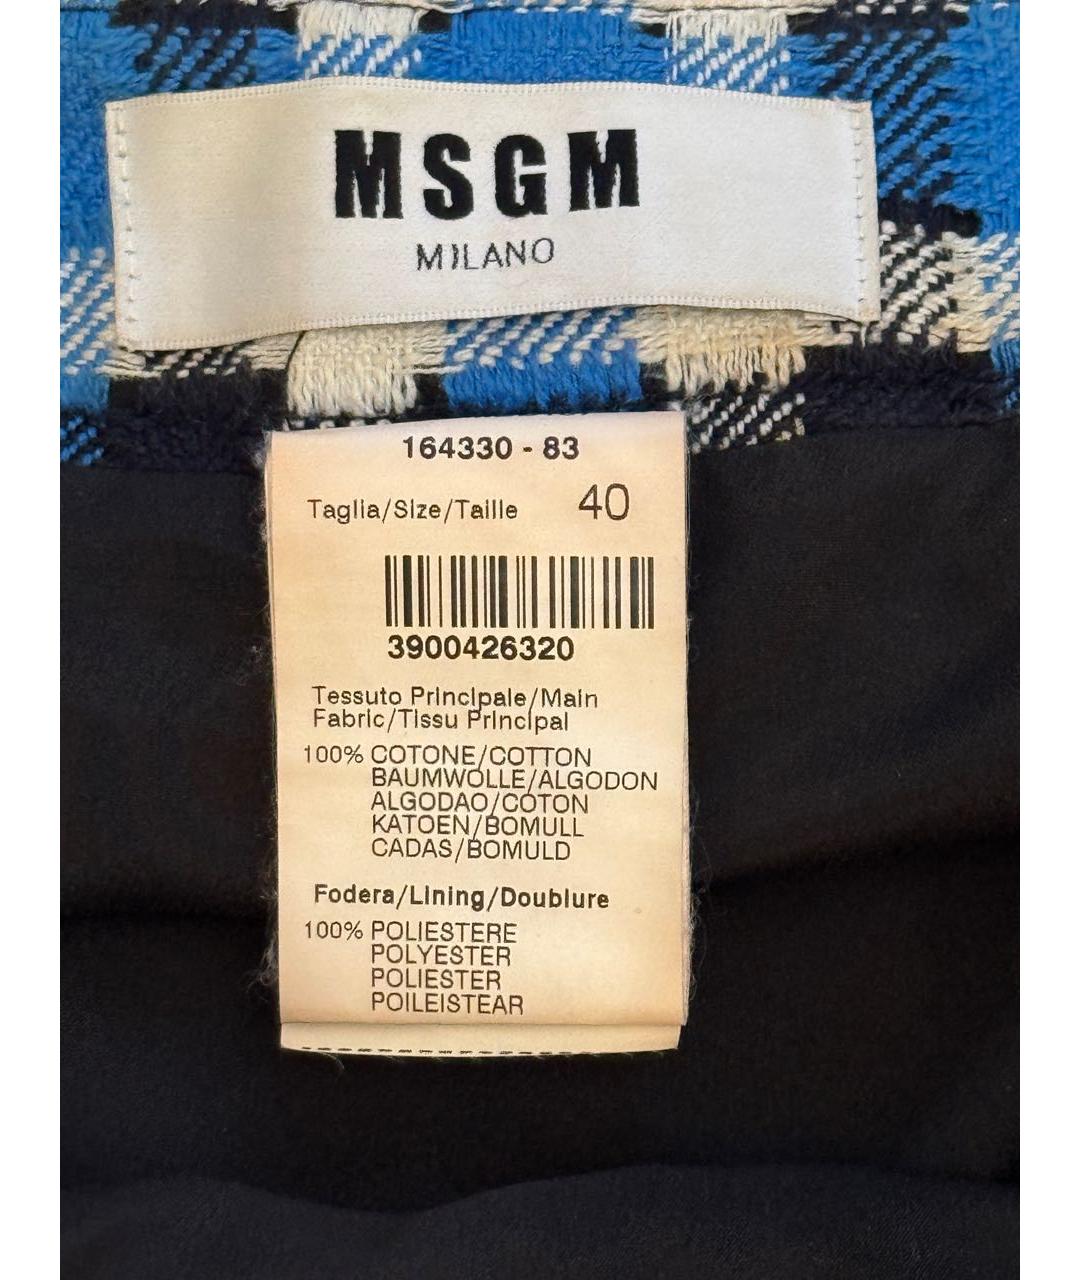 MSGM
MILANO
164330 - 83
Taglia/Size/Taille 40
3900426320
Tessuto Principale/Main
Fabric/Tissu Principal
100% COTONE/COTTON
BAUMWOLLE/ALGODON
ALGODAO/COTON
KATOEN/BOMULL
CADAS/BOMULD
Fodera/Lining/Doublure
100% POLIESTERE
POLYESTER
POLIESTER
POILEISTEAR